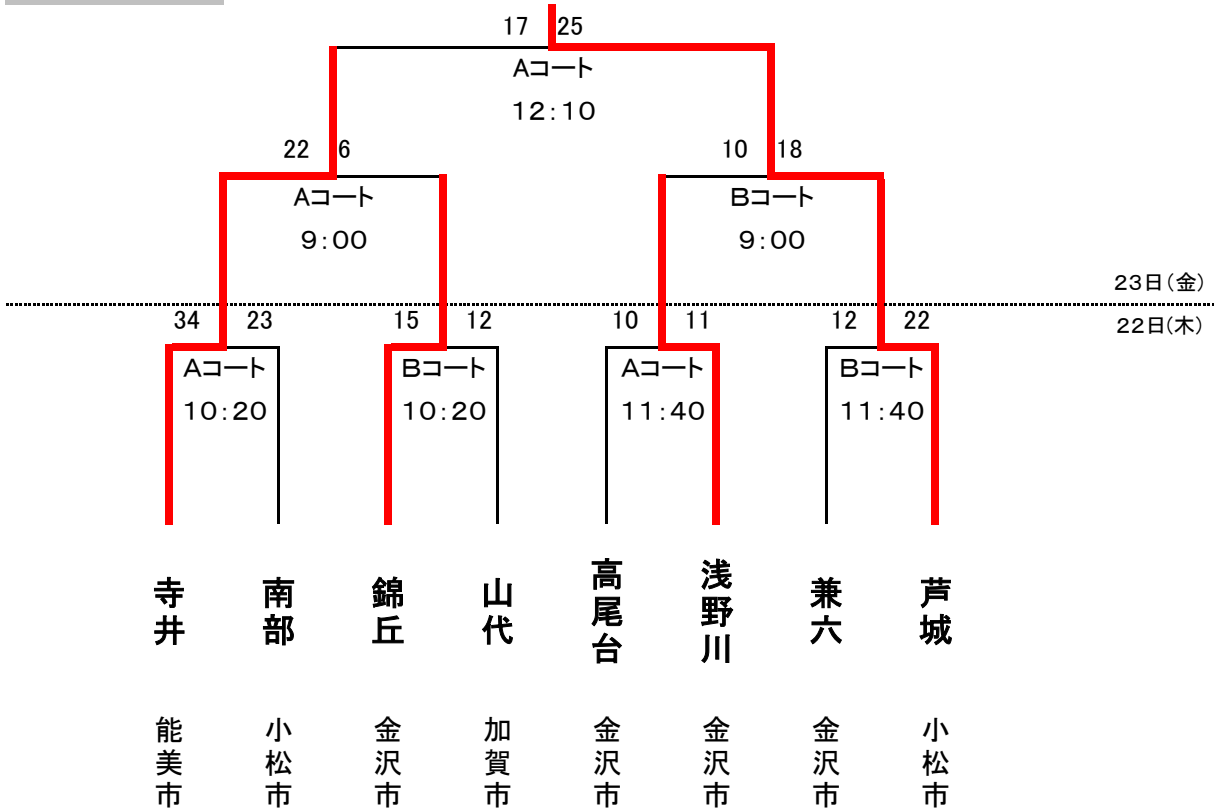 17 25
Aコート
12:10
22 6
10 18
Aコート
Bコート
9:00
9:00
23日(金)
22日(木)
34 23
15 12
10 11
12 22
Aコート
Bコート
Aコート
Bコート
10:20
10:20
11:40
11:40
寺井
南部
錦丘
山代
高尾台
浅野川
兼六
芦城
能美市
小松市
金沢市
加賀市
金沢市
金沢市
金沢市
小松市